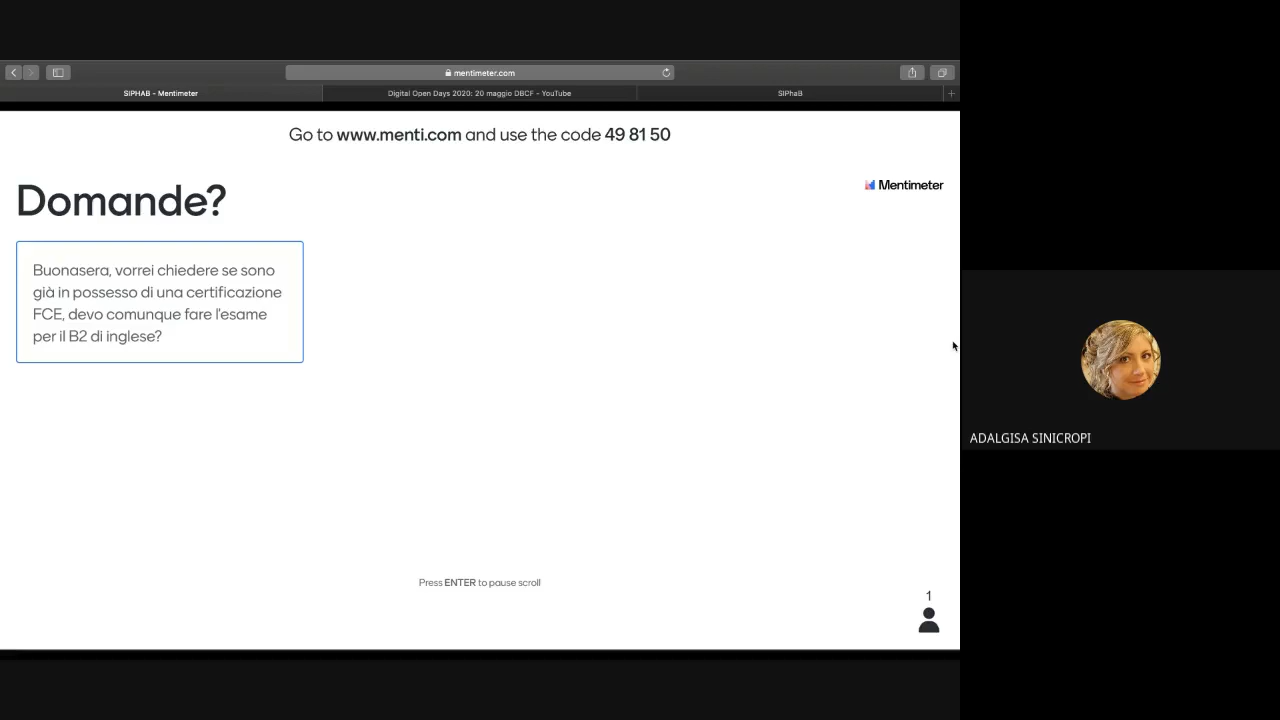 mentimeter.com
SIPHAB - Mentimeter
Digital Open Days 2020: 20 maggio DBCF - YouTube
SIPhaB
Go to www.menti.com and use the code 49 81 50
Domande?
Mentimeter
Buonasera, vorrei chiedere se sono
già in possesso di una certificazione
FCE, devo comunque fare l'esame
per il B2 di inglese?
ADALGISA SINICROPI
Press ENTER to pause scroll
1